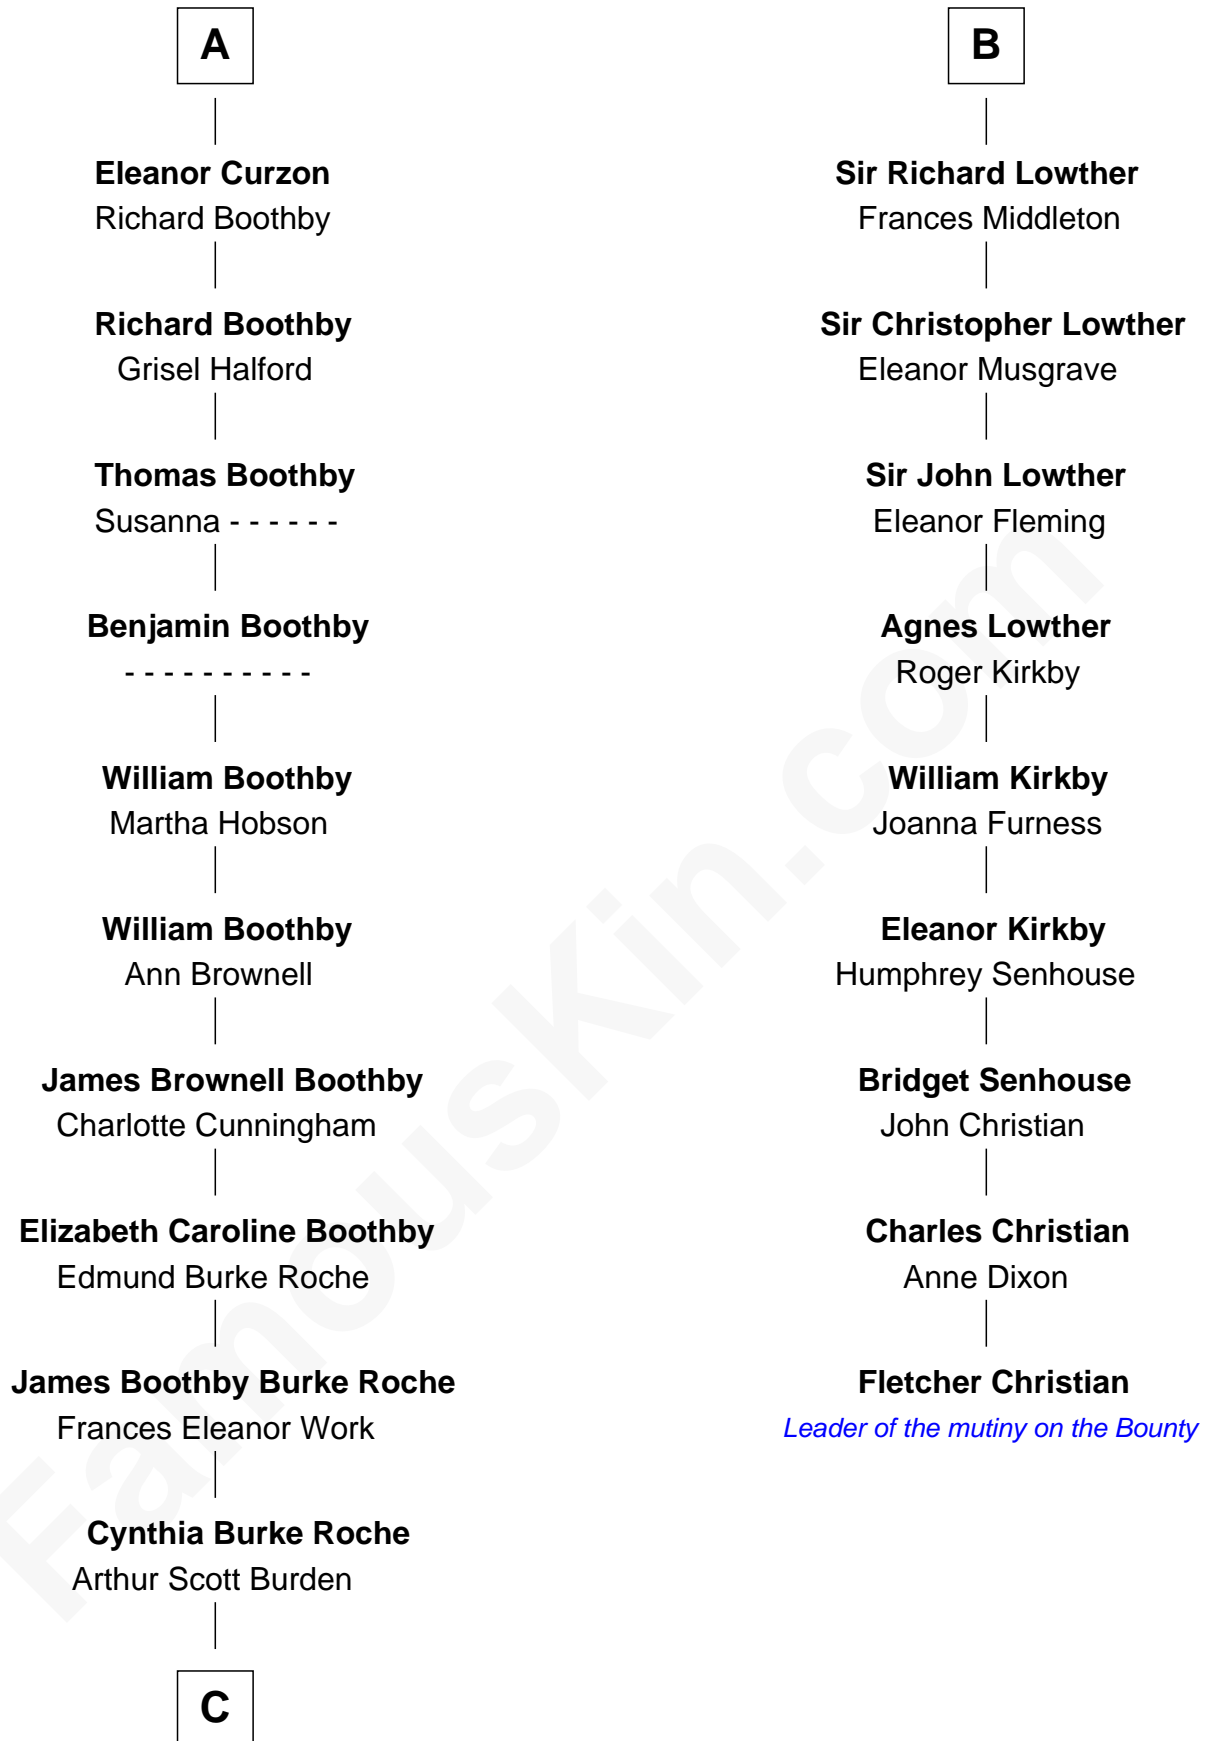 A
Eleanor Curzon
Richard Boothby
Richard Boothby
Grisel Halford
Thomas Boothby
Susanna - - - - - -
Benjamin Boothby
- - - - - - - - - -
William Boothby
Martha Hobson
William Boothby
Ann Brownell
James Brownell Boothby
Charlotte Cunningham
Elizabeth Caroline Boothby
Edmund Burke Roche
James Boothby Burke Roche
Frances Eleanor Work
Cynthia Burke Roche
Arthur Scott Burden
C
B
Sir Richard Lowther
Frances Middleton
Sir Christopher Lowther
Eleanor Musgrave
Sir John Lowther
Eleanor Fleming
Agnes Lowther
Roger Kirkby
William Kirkby
Joanna Furness
Eleanor Kirkby
Humphrey Senhouse
Bridget Senhouse
John Christian
Charles Christian
Anne Dixon
Fletcher Christian
Leader of the mutiny on the Bounty
FamousKin.com